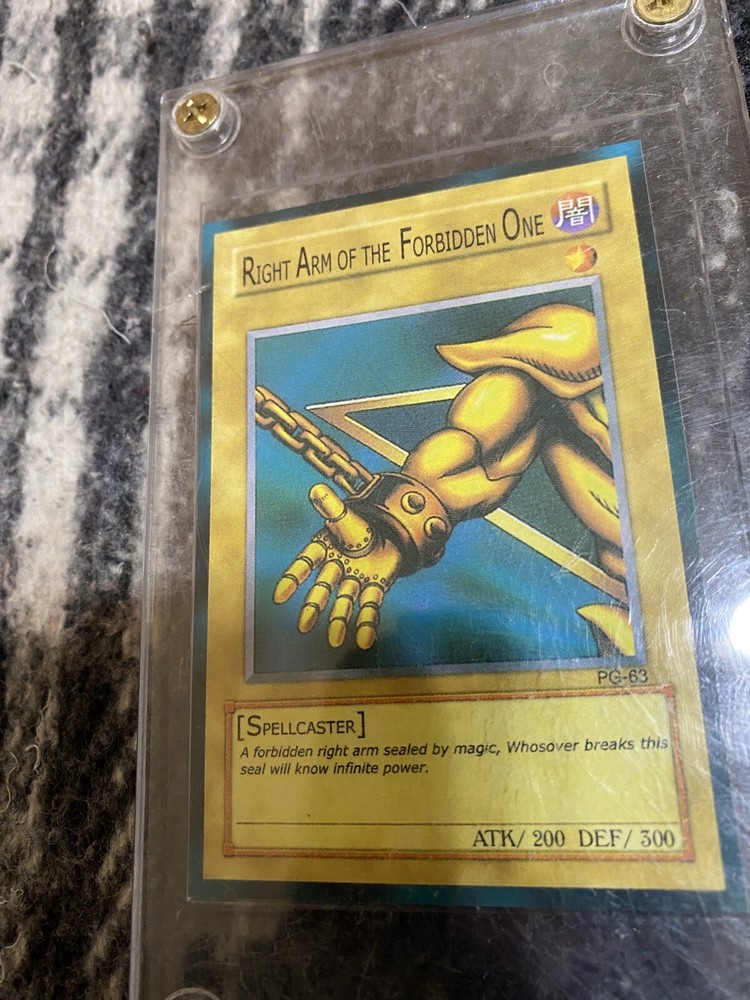 RIGHT ARM OF THE FORBIDDEN ONE 闇
PG-63
[SPELLCASTER]
A forbidden right arm sealed by magic, Whosover breaks this
seal will know infinite power.
ATK/ 200 DEF/ 300